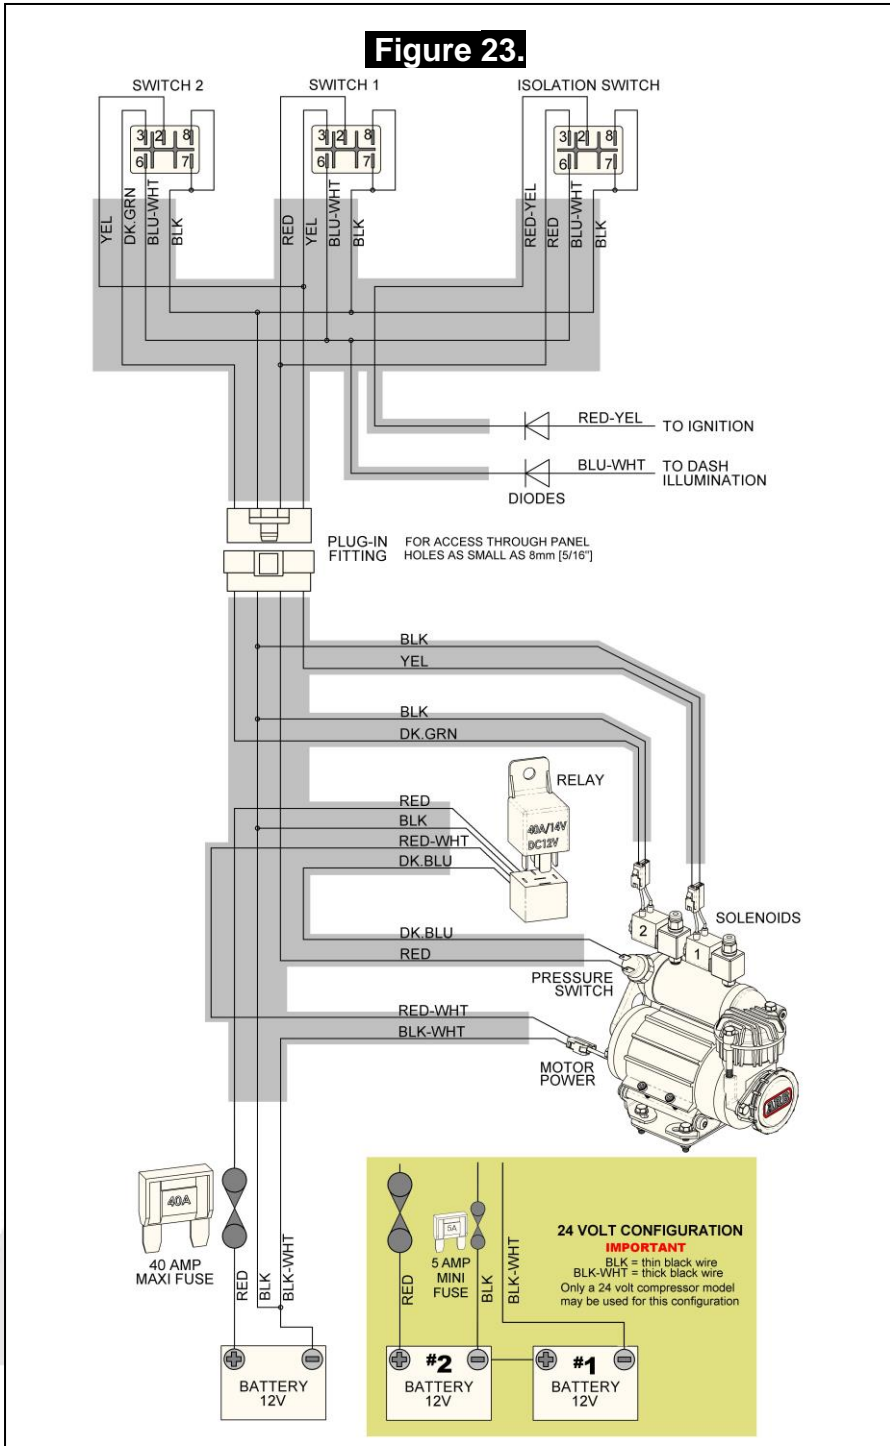 Figure 23.
SWITCH 2
SWITCH 1
ISOLATION SWITCH
3 2 8
6 7
3 2 8
6 7
3 2 8
6 7
YEL
DK.GRN
BLU-WHT
BLK
RED
YEL
BLU-WHT
BLK
RED-YEL
RED
BLU-WHT
BLK
RED-YEL
TO IGNITION
BLU-WHT
TO DASH
ILLUMINATION
DIODES
PLUG-IN
FITTING
FOR ACCESS THROUGH PANEL
HOLES AS SMALL AS 8mm [5/16"]
BLK
YEL
BLK
DK.GRN
RED
BLK
RED-WHT
DK.BLU
RELAY
40A/14V
DC12V
DK.BLU
RED
PRESSURE
SWITCH
SOLENOIDS
2
1
RED-WHT
BLK-WHT
MOTOR
POWER
ARB
40A
40 AMP
MAXI FUSE
RED
BLK
BLK-WHT
BATTERY
12V
5A
5 AMP
MINI
FUSE
RED
BLK
BLK-WHT
24 VOLT CONFIGURATION
IMPORTANT
BLK = thin black wire
BLK-WHT = thick black wire
Only a 24 volt compressor model
may be used for this configuration
#2
BATTERY
12V
#1
BATTERY
12V